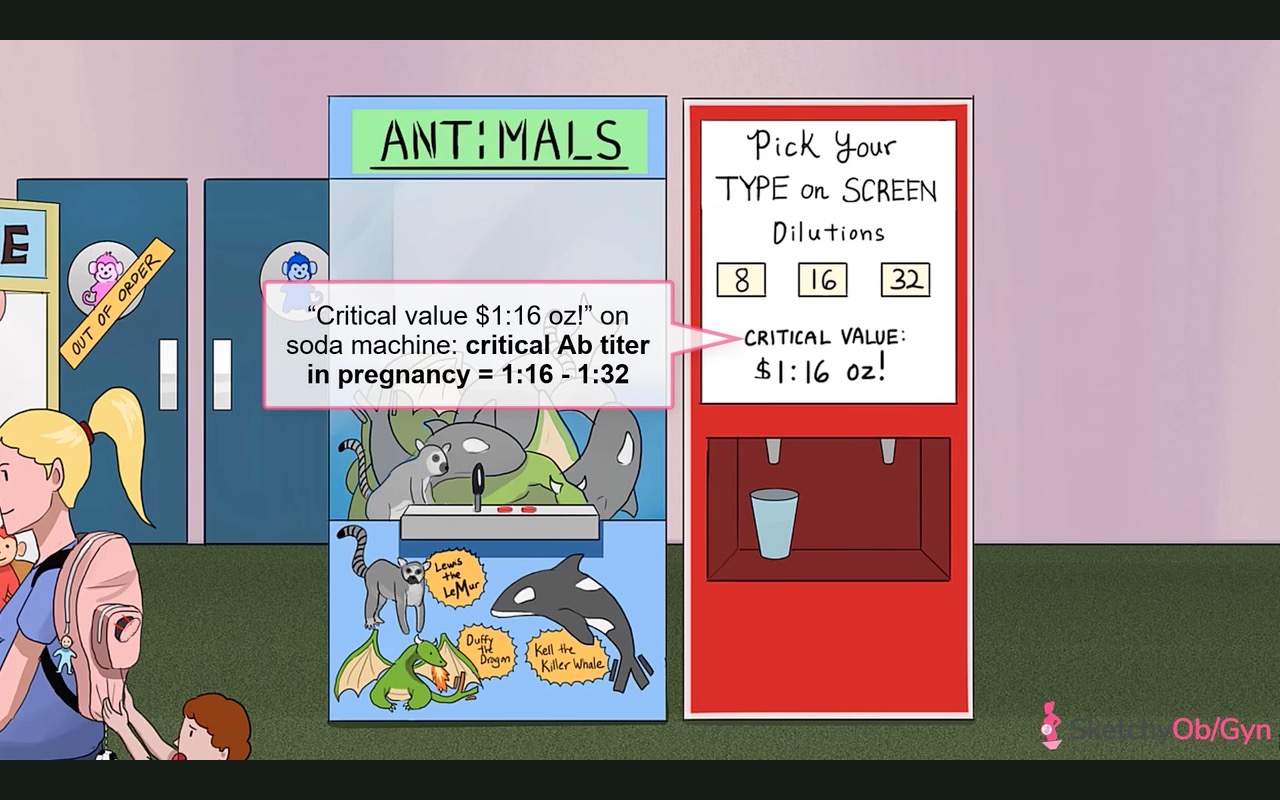 ANTIMALS
Pick Your
TYPE on SCREEN
Dilutions
8 16 32
CRITICAL VALUE:
$1:16 oz!
E
OUT OF ORDER
“Critical value $1:16 oz!” on
soda machine: critical Ab titer
in pregnancy = 1:16 - 1:32
Lewis
the
LeMur
Duffy
the
Dragon
Kell the
Killer Whale
SketchyOb/Gyn